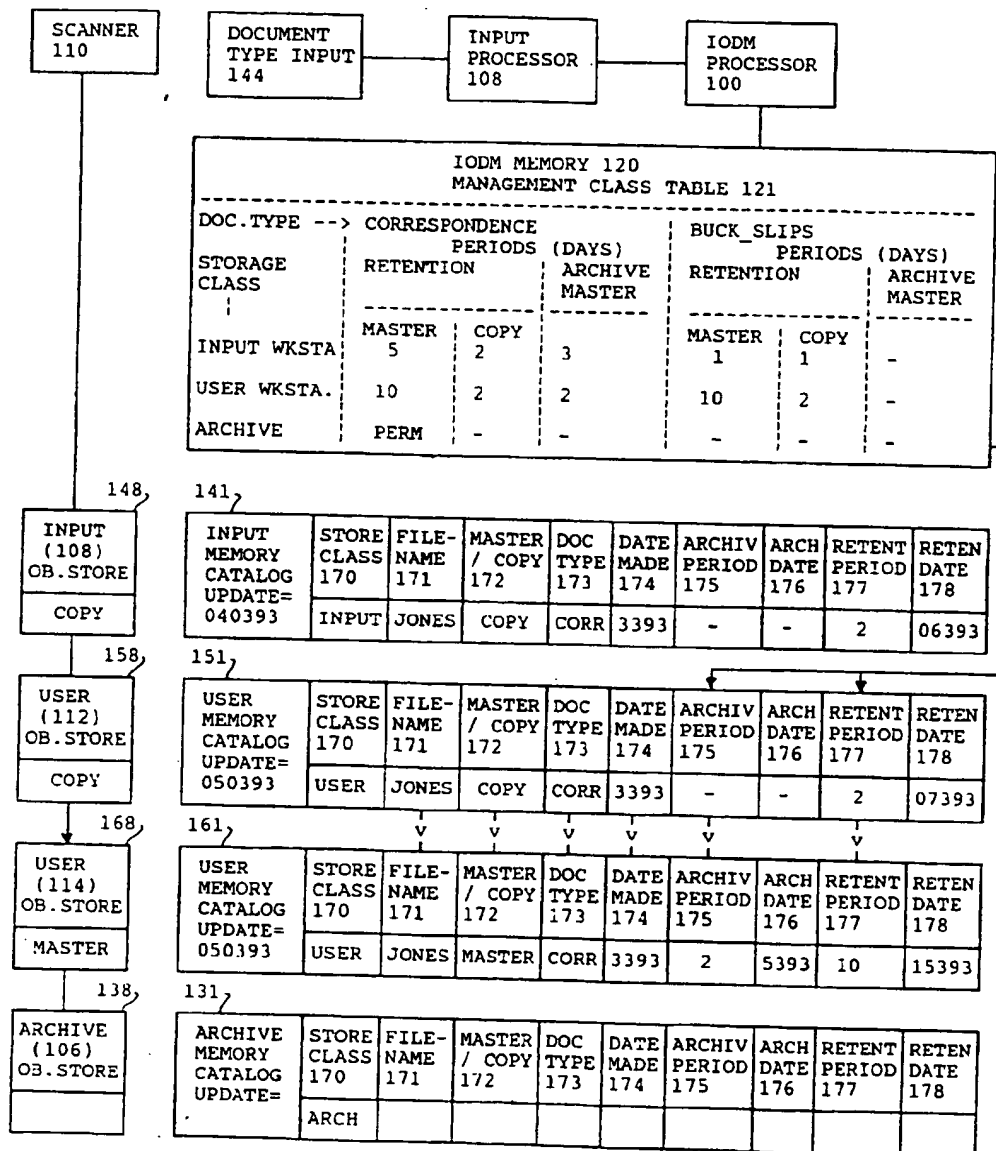 SCANNER
110
DOCUMENT
TYPE INPUT
144
INPUT
PROCESSOR
108
IODM
PROCESSOR
100
IODM MEMORY 120
MANAGEMENT CLASS TABLE 121
DOC.TYPE --> CORRESPONDENCE BUCK_SLIPS
PERIODS (DAYS) PERIODS (DAYS)
STORAGE RETENTION ARCHIVE RETENTION ARCHIVE
CLASS MASTER MASTER
MASTER COPY MASTER COPY
INPUT WKSTA 5 2 3 1 1 -
USER WKSTA. 10 2 2 10 2 -
ARCHIVE PERM - - - - -
148
INPUT
(108)
OB.STORE
COPY
141
INPUT
MEMORY
CATALOG
UPDATE=
040393
STORE CLASS 170
FILE-NAME 171
MASTER / COPY 172
DOC TYPE 173
DATE MADE 174
ARCHIV PERIOD 175
ARCH DATE 176
RETENT PERIOD 177
RETEN DATE 178
INPUT JONES COPY CORR 3393 - - 2 06393
158
USER
(112)
OB.STORE
COPY
151
USER
MEMORY
CATALOG
UPDATE=
050393
STORE CLASS 170
FILE-NAME 171
MASTER / COPY 172
DOC TYPE 173
DATE MADE 174
ARCHIV PERIOD 175
ARCH DATE 176
RETENT PERIOD 177
RETEN DATE 178
USER JONES COPY CORR 3393 - - 2 07393
v v v v v v
168
USER
(114)
OB.STORE
MASTER
161
USER
MEMORY
CATALOG
UPDATE=
050393
STORE CLASS 170
FILE-NAME 171
MASTER / COPY 172
DOC TYPE 173
DATE MADE 174
ARCHIV PERIOD 175
ARCH DATE 176
RETENT PERIOD 177
RETEN DATE 178
USER JONES MASTER CORR 3393 2 5393 10 15393
138
ARCHIVE
(106)
OB.STORE
131
ARCHIVE
MEMORY
CATALOG
UPDATE=
STORE CLASS 170
FILE-NAME 171
MASTER / COPY 172
DOC TYPE 173
DATE MADE 174
ARCHIV PERIOD 175
ARCH DATE 176
RETENT PERIOD 177
RETEN DATE 178
ARCH